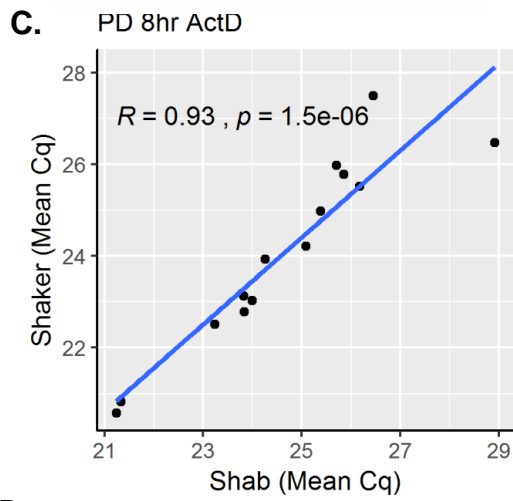 C.
PD 8hr ActD
R = 0.93 , p = 1.5e-06
28
26
24
22
Shaker (Mean Cq)
21 23 25 27 29
Shab (Mean Cq)